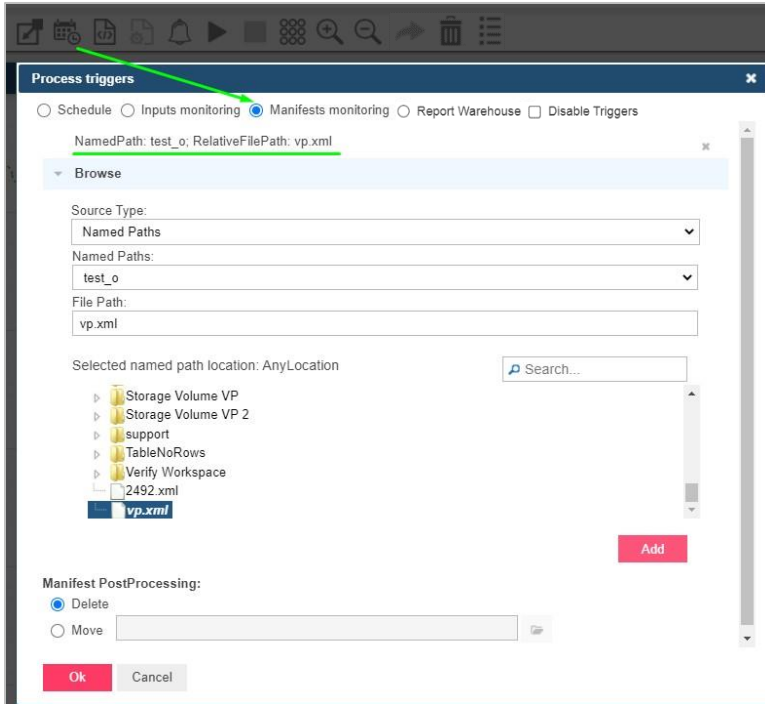 Process triggers
Schedule Inputs monitoring Manifests monitoring Report Warehouse Disable Triggers
NamedPath: test_o; RelativeFilePath: vp.xml
Browse
Source Type:
Named Paths
Named Paths:
test_o
File Path:
vp.xml
Selected named path location: AnyLocation Search...
Storage Volume VP
Storage Volume VP 2
support
TableNoRows
Verify Workspace
2492.xml
vp.xml
Add
Manifest PostProcessing:
Delete
Move
Ok Cancel